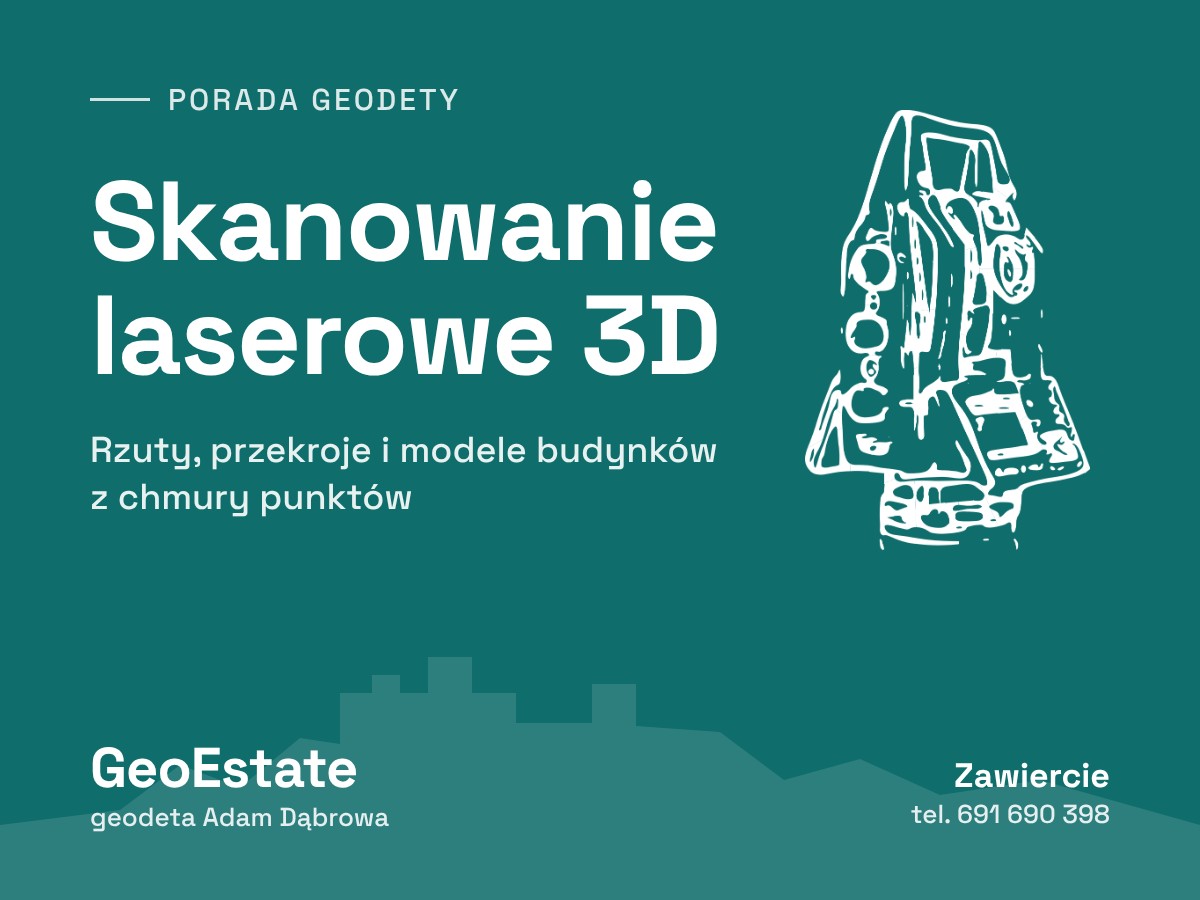 PORADA GEODETY
Skanowanie
laserowe 3D
Rzuty, przekroje i modele budynków
z chmury punktów
GeoEstate
geodeta Adam Dąbrowa
Zawiercie
tel. 691 690 398